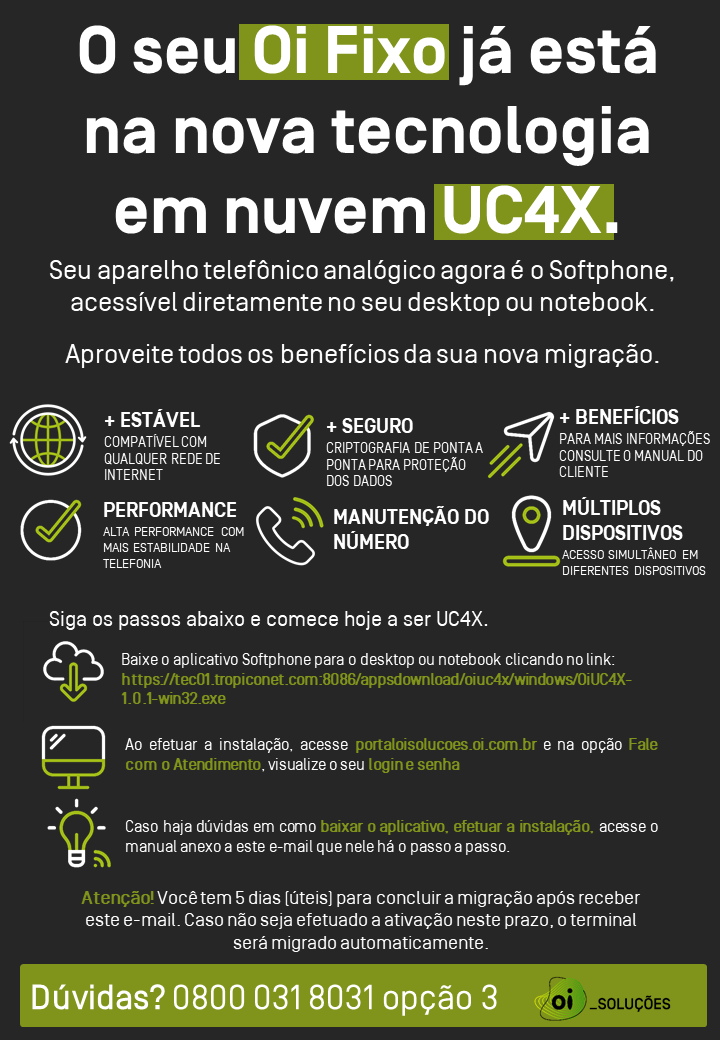 O seu Oi Fixo já está
na nova tecnologia
em nuvem UC4X.
Seu aparelho telefônico analógico agora é o Softphone,
acessível diretamente no seu desktop ou notebook.
Aproveite todos os benefícios da sua nova migração.
+ ESTÁVEL
COMPATÍVEL COM
QUALQUER REDE DE
INTERNET
+ SEGURO
CRIPTOGRAFIA DE PONTA A
PONTA PARA PROTEÇÃO
DOS DADOS
+ BENEFÍCIOS
PARA MAIS INFORMAÇÕES
CONSULTE O MANUAL DO
CLIENTE
PERFORMANCE
ALTA PERFORMANCE COM
MAIS ESTABILIDADE NA
TELEFONIA
MANUTENÇÃO DO
NÚMERO
MÚLTIPLOS
DISPOSITIVOS
ACESSO SIMULTÂNEO EM
DIFERENTES DISPOSITIVOS
Siga os passos abaixo e comece hoje a ser UC4X.
Baixe o aplicativo Softphone para o desktop ou notebook clicando no link:
https://tec01.tropiconet.com:8086/appsdownload/oiuc4x/windows/OiUC4X-
1.0.1-win32.exe
Ao efetuar a instalação, acesse portaloisolucoes.oi.com.br e na opção Fale
com o Atendimento, visualize o seu login e senha
Caso haja dúvidas em como baixar o aplicativo, efetuar a instalação, acesse o
manual anexo a este e-mail que nele há o passo a passo.
Atenção! Você tem 5 dias (úteis) para concluir a migração após receber
este e-mail. Caso não seja efetuado a ativação neste prazo, o terminal
será migrado automaticamente.
Dúvidas? 0800 031 8031 opção 3
oi _SOLUÇÕES